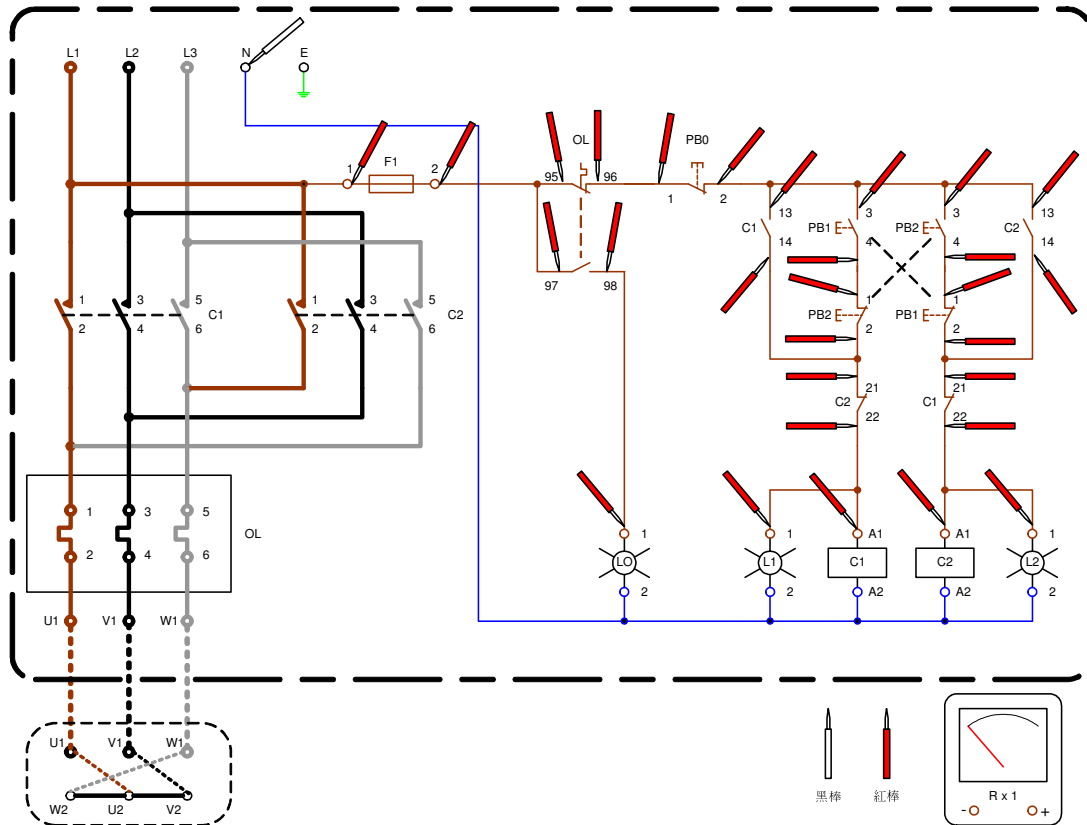 L1 L2 L3 N E
1 F1 2 95 OL 96 PB0 1 2
97 98
13 3 3 13
C1 PB1 PB2 C2
14 4 4 14
1 3 5 C1 1 3 5 C2
2 4 6 2 4 6
1 1
PB2 PB1
2 2
21 21
C2 C1
22 22
1 3 5 OL
2 4 6
1 1 A1 A1 1
LO L1 C1 C2 L2
2 2 A2 A2 2
U1 V1 W1
U1 V1 W1
W2 U2 V2
黑棒 紅棒
R x 1
- +